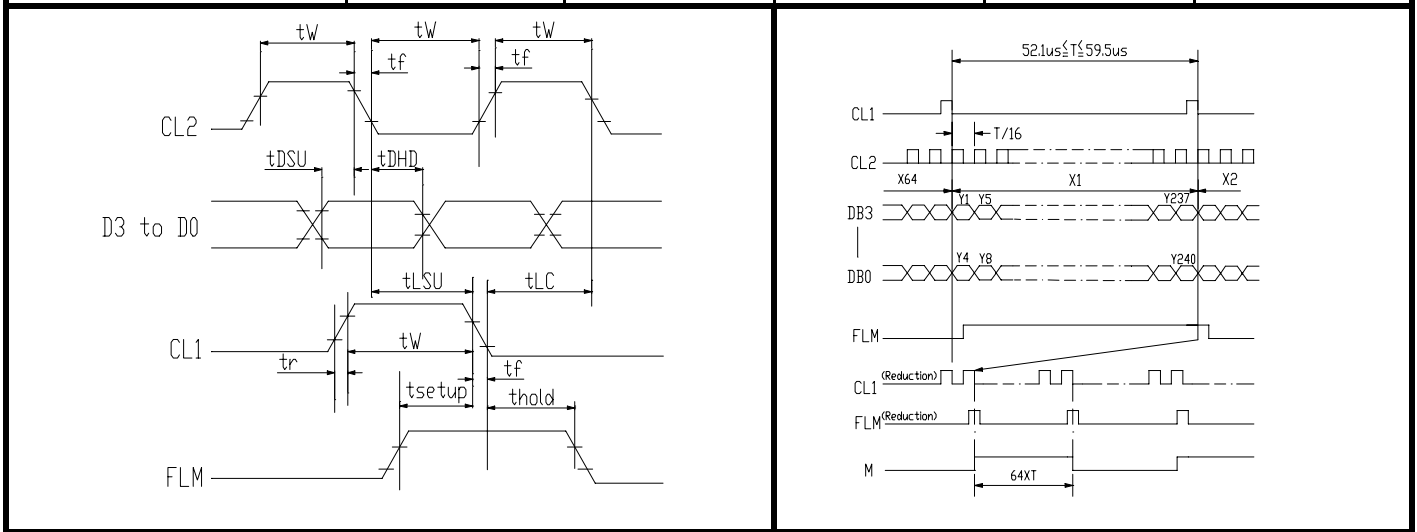 tW tW tC
tf tf
CL2
tDSU tDHD
D3 to D0
tLSU tLC
CL1
tW
tr tf
tsetup thold
FLM
52.1us≦T≦59.5us
CL1
T/16
CL2
X64 X1 X2
Y1 Y5 Y237
DB3
Y4 Y8 Y240
DB0
FLM
CL1(Reduction)
FLM(Reduction)
M
64XT